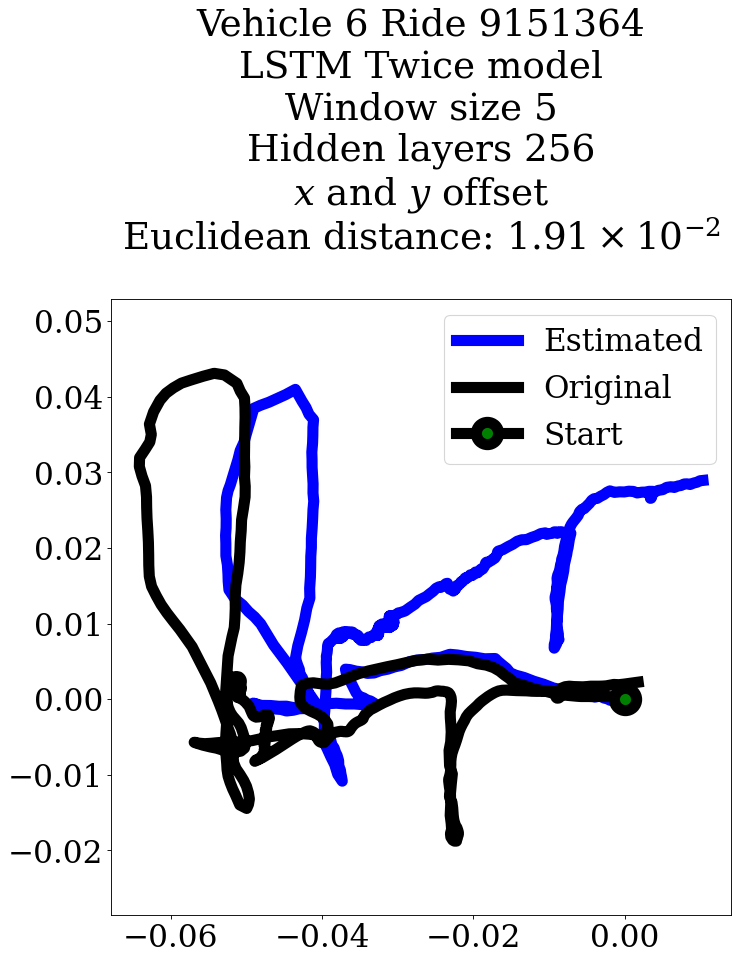 Vehicle 6 Ride 9151364
LSTM Twice model
Window size 5
Hidden layers 256
x and y offset
Euclidean distance: 1.91 × 10⁻²
Estimated
Original
Start
0.05
0.04
0.03
0.02
0.01
0.00
−0.01
−0.02
−0.06 −0.04 −0.02 0.00